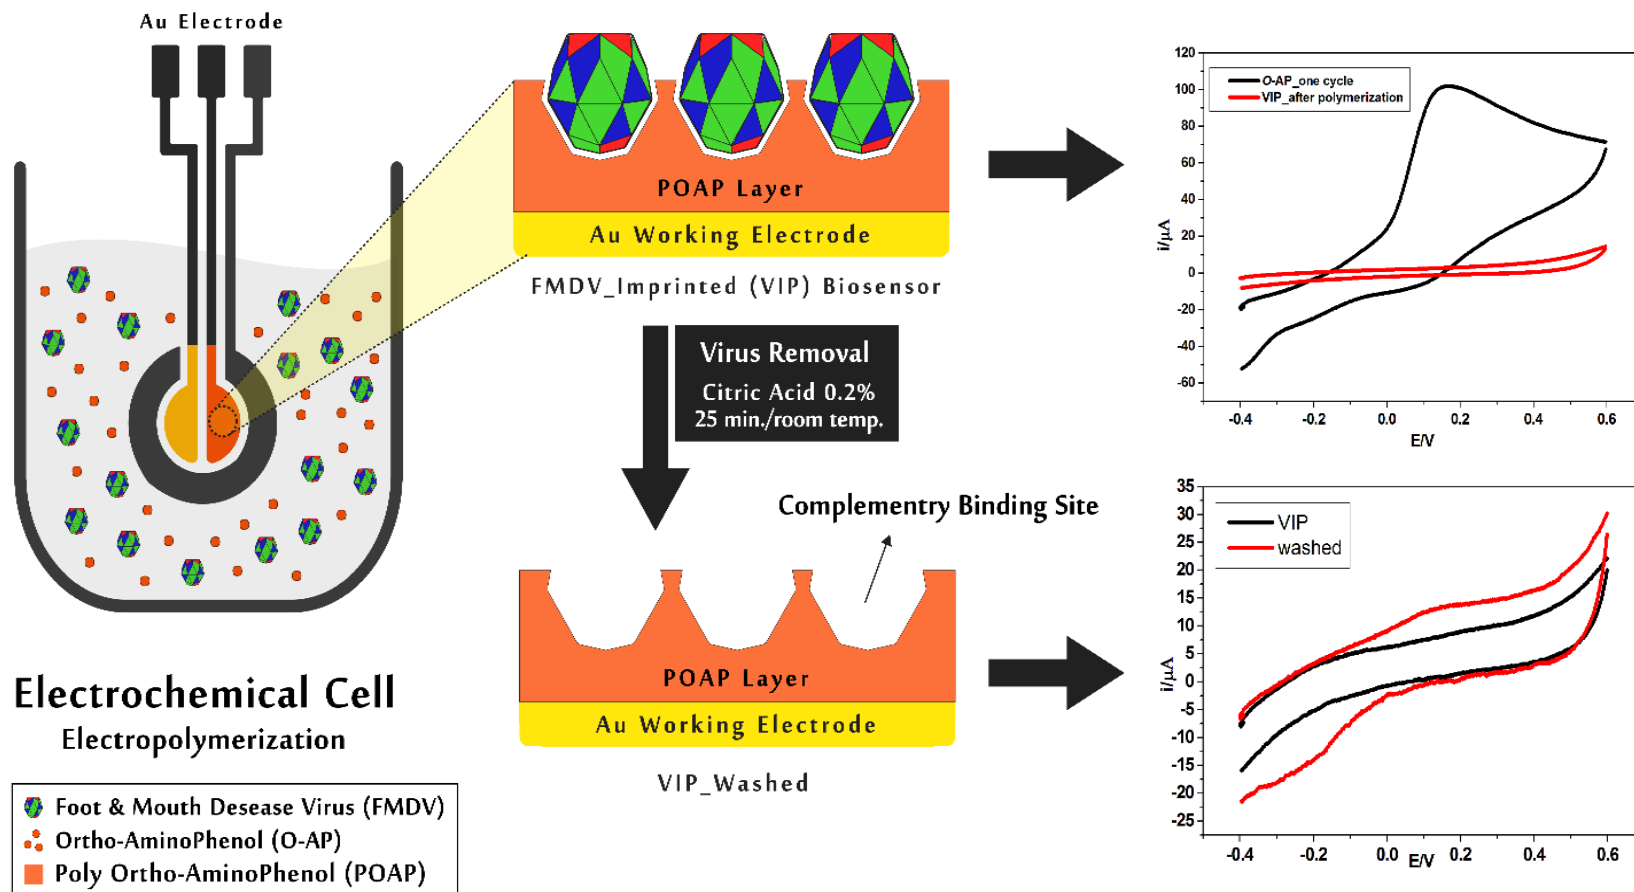 Au Electrode
POAP Layer
Au Working Electrode
FMDV_Imprinted (VIP) Biosensor
Virus Removal
Citric Acid 0.2%
25 min./room temp.
Complementry Binding Site
POAP Layer
Au Working Electrode
VIP_Washed
Electrochemical Cell
Electropolymerization
Foot & Mouth Desease Virus (FMDV)
Ortho-AminoPhenol (O-AP)
Poly Ortho-AminoPhenol (POAP)
O-AP_one cycle
VIP_after polymerization
i/µA
120
100
80
60
40
20
0
-20
-40
-60
-0.4 -0.2 0.0 0.2 0.4 0.6
E/V
VIP
washed
i/µA
35
30
25
20
15
10
5
0
-5
-10
-15
-20
-25
-0.4 -0.2 0.0 0.2 0.4 0.6
E/V